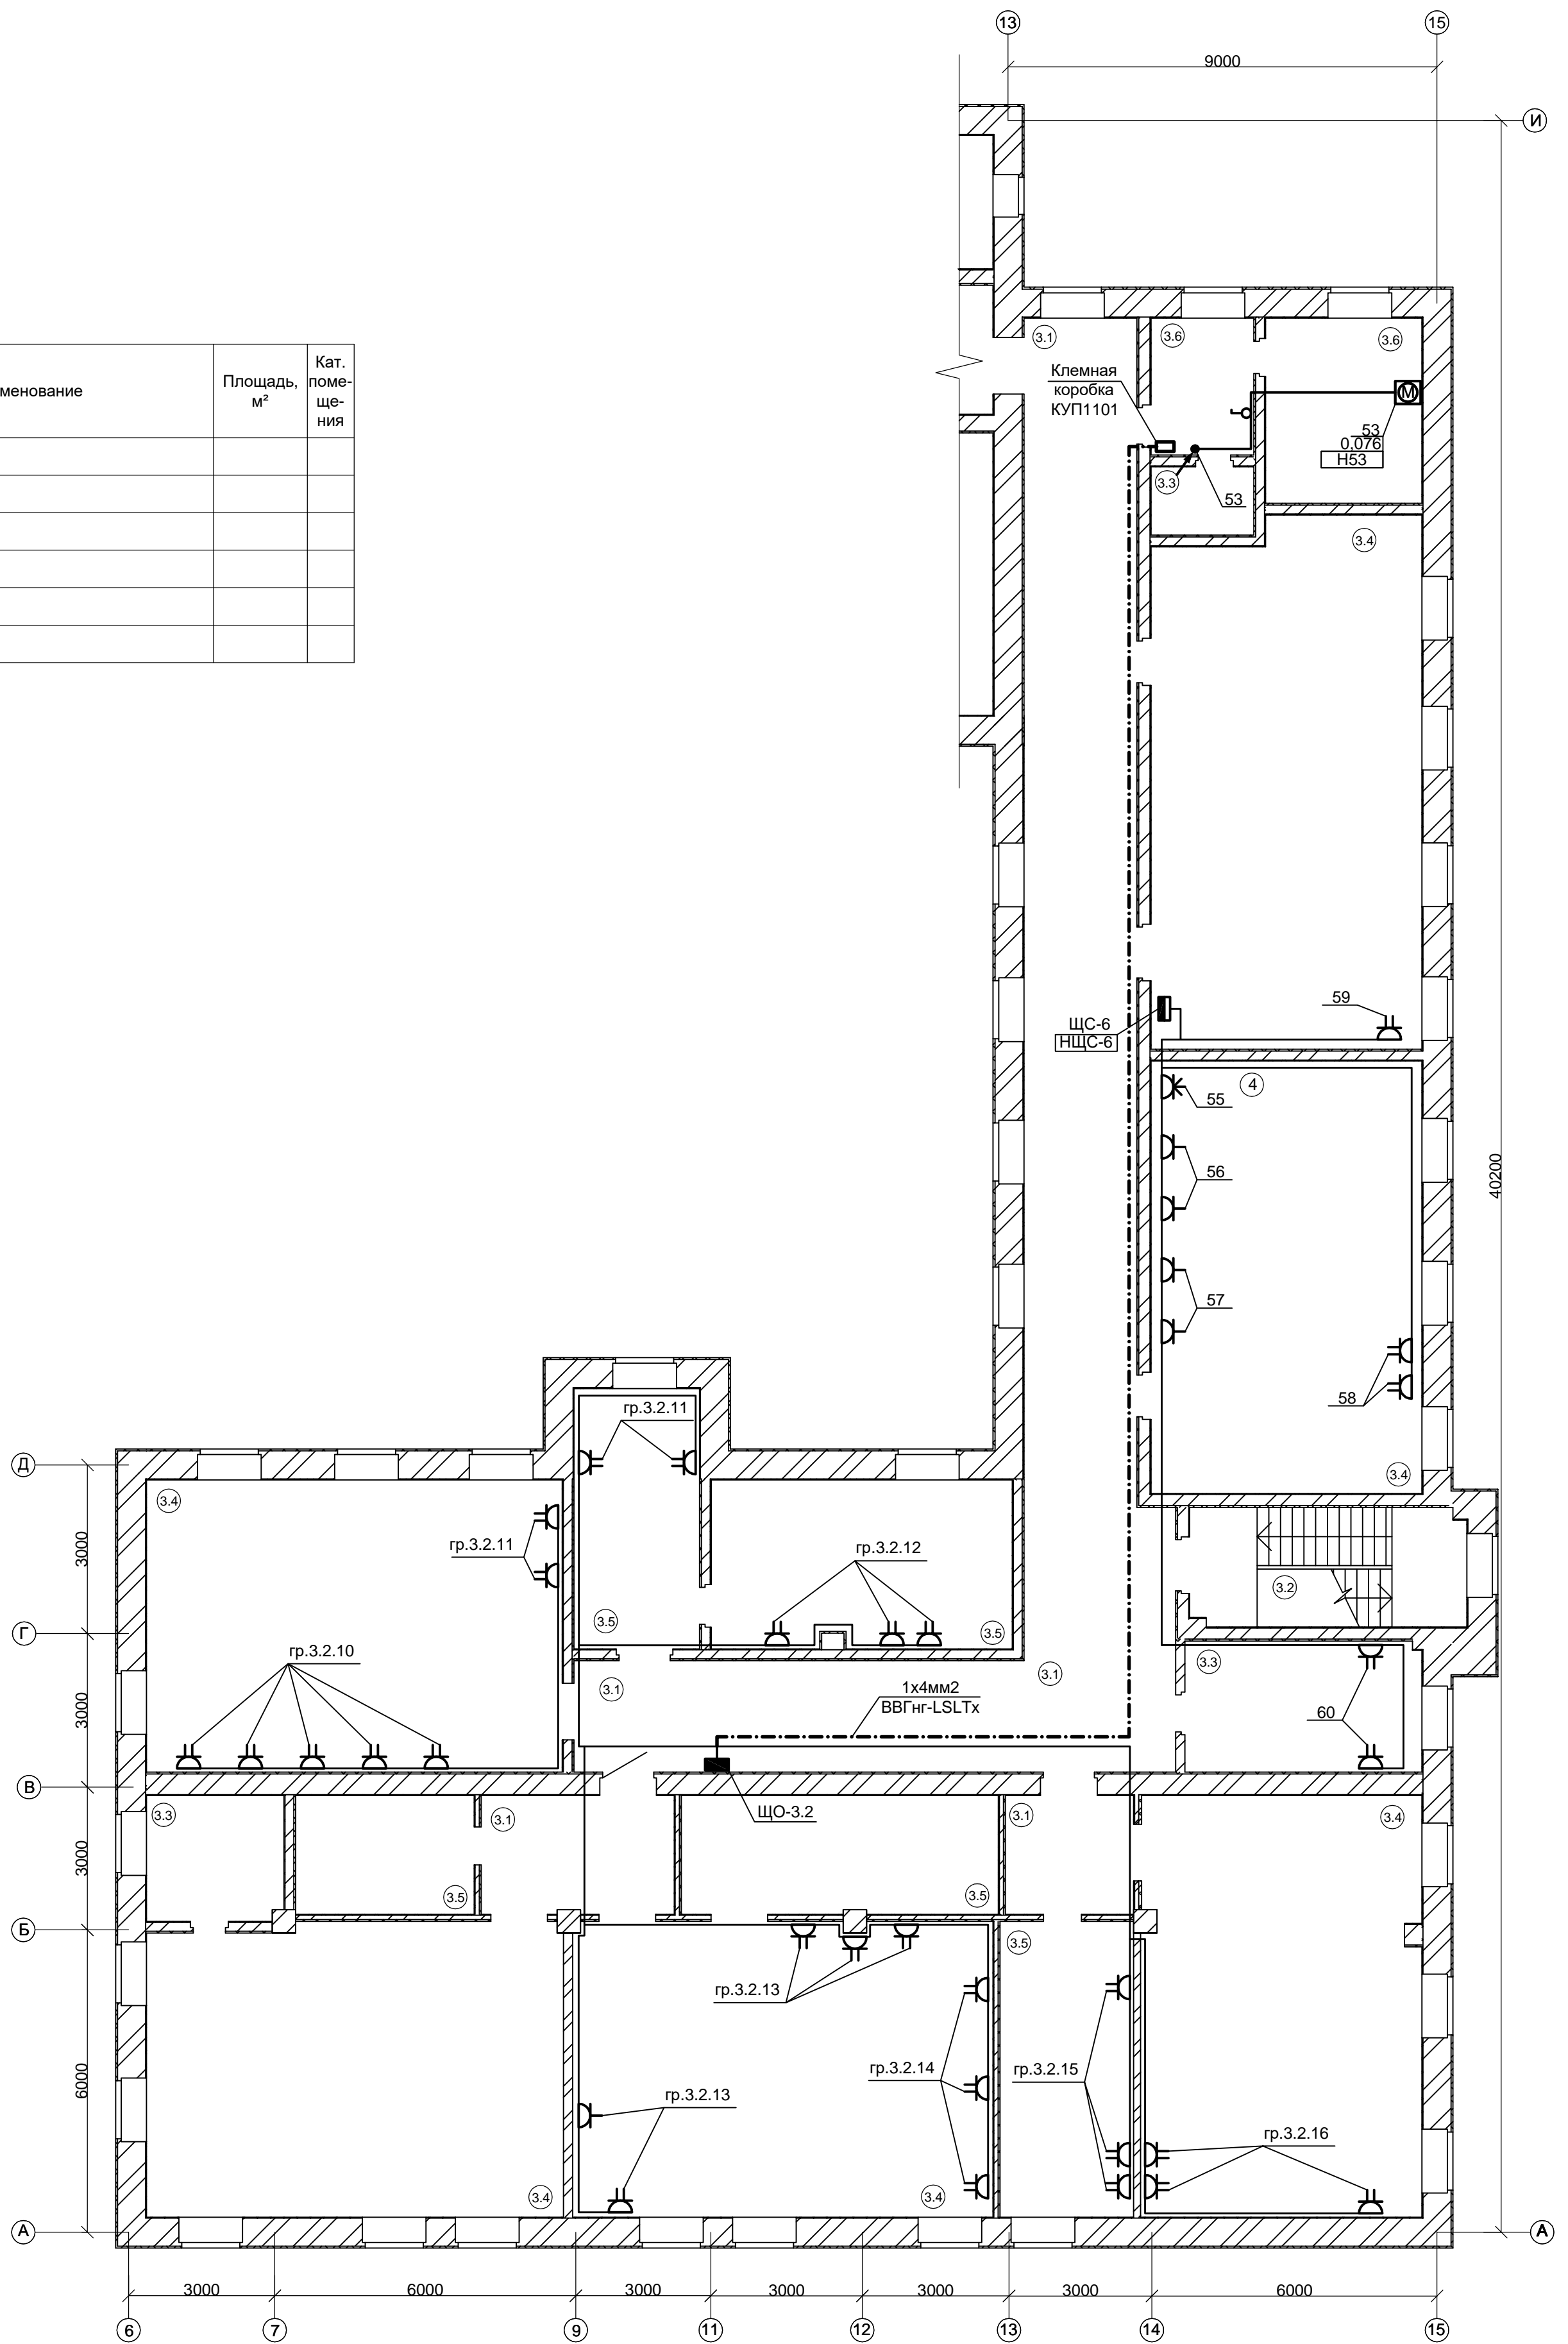 13
15
9000
И
менование
Площадь,
м²
Кат.
поме-
ще-
ния
3.1
3.6
3.6
Клемная
коробка
КУП1101
M
53
0,076
Н53
3.3
53
3.4
59
ЩС-6
НЩС-6
4
55
56
40200
57
58
гр.3.2.11
Д
3.4
3.4
гр.3.2.11
гр.3.2.12
3000
3.2
3.5
3.5
Г
гр.3.2.10
3.3
3.1
3.1
1х4мм2
ВВГнг-LSLTx
60
3000
В
3.3
3.1
ЩО-3.2
3.1
3.4
3000
3.5
3.5
Б
3.5
гр.3.2.13
гр.3.2.14
гр.3.2.15
6000
гр.3.2.13
гр.3.2.16
3.4
3.4
А
А
3000
6000
3000
3000
3000
3000
6000
6
7
9
11
12
13
14
15